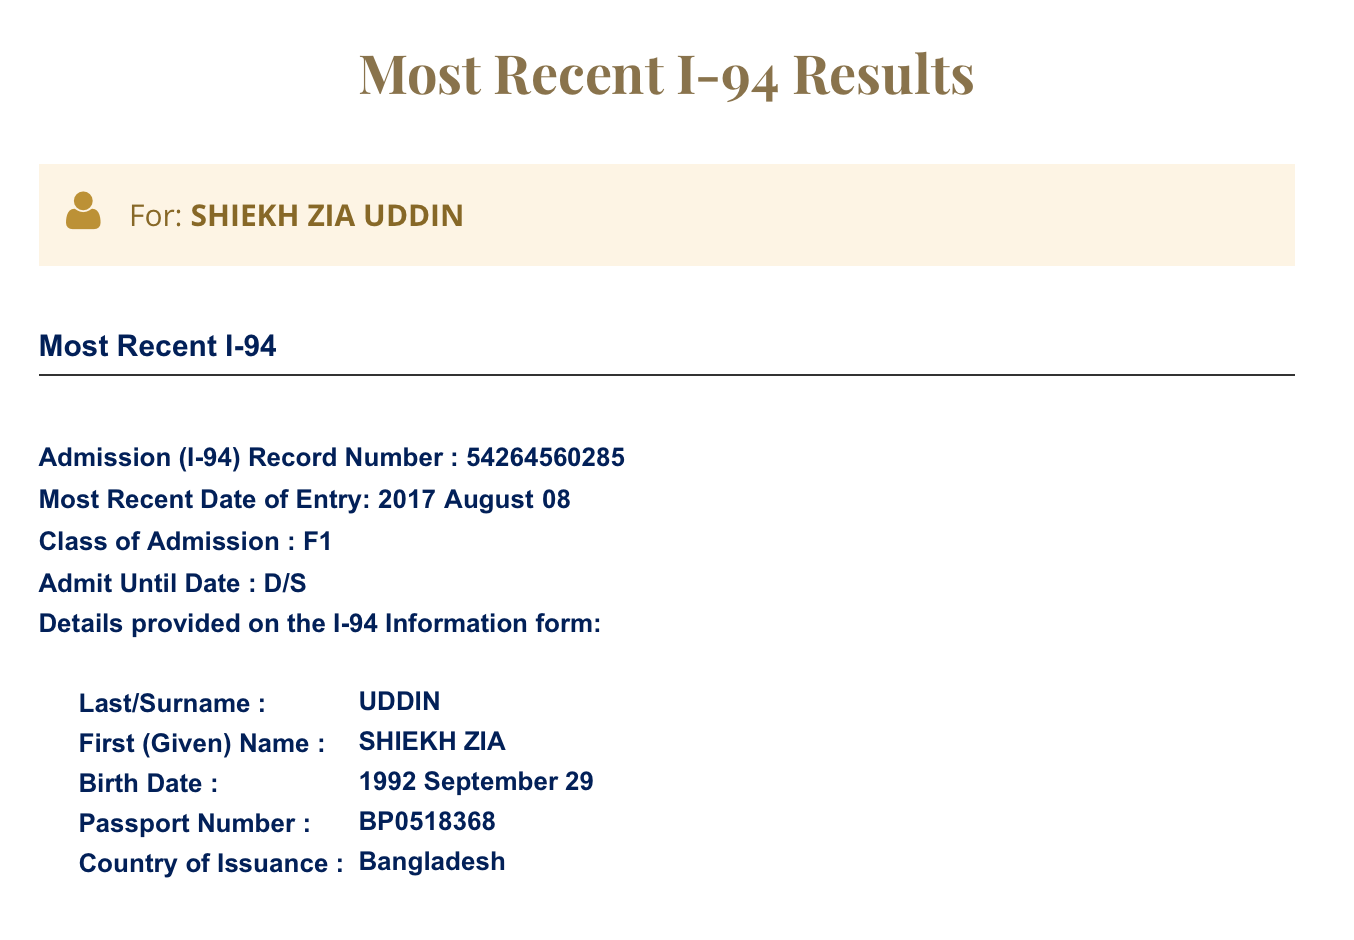 Most Recent I-94 Results
For: SHIEKH ZIA UDDIN
Most Recent I-94
Admission (I-94) Record Number : 54264560285
Most Recent Date of Entry: 2017 August 08
Class of Admission : F1
Admit Until Date : D/S
Details provided on the I-94 Information form:
Last/Surname : UDDIN
First (Given) Name : SHIEKH ZIA
Birth Date : 1992 September 29
Passport Number : BP0518368
Country of Issuance : Bangladesh